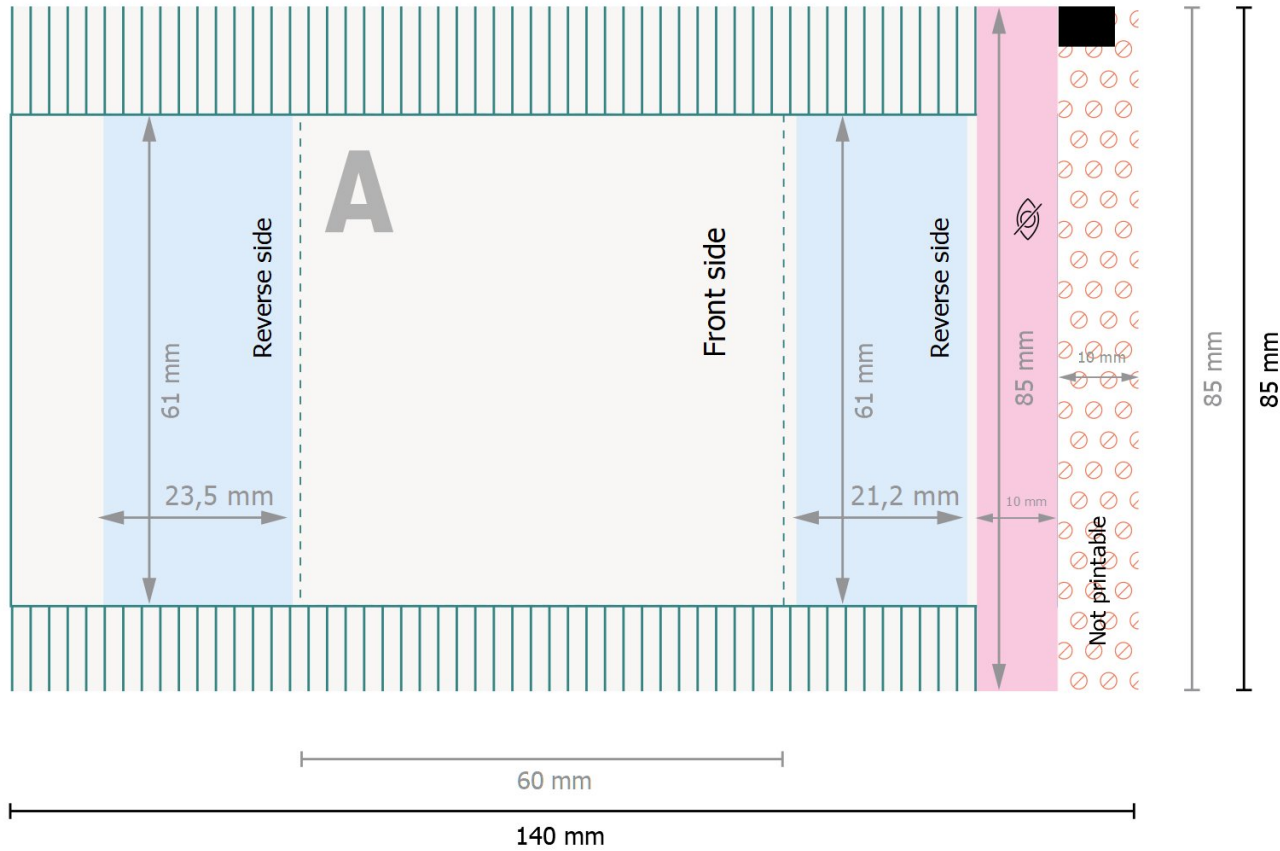 A
Reverse side
Front side
Reverse side
61 mm
61 mm
85 mm
10 mm
85 mm
85 mm
23,5 mm
21,2 mm
10 mm
Not printable
60 mm
140 mm